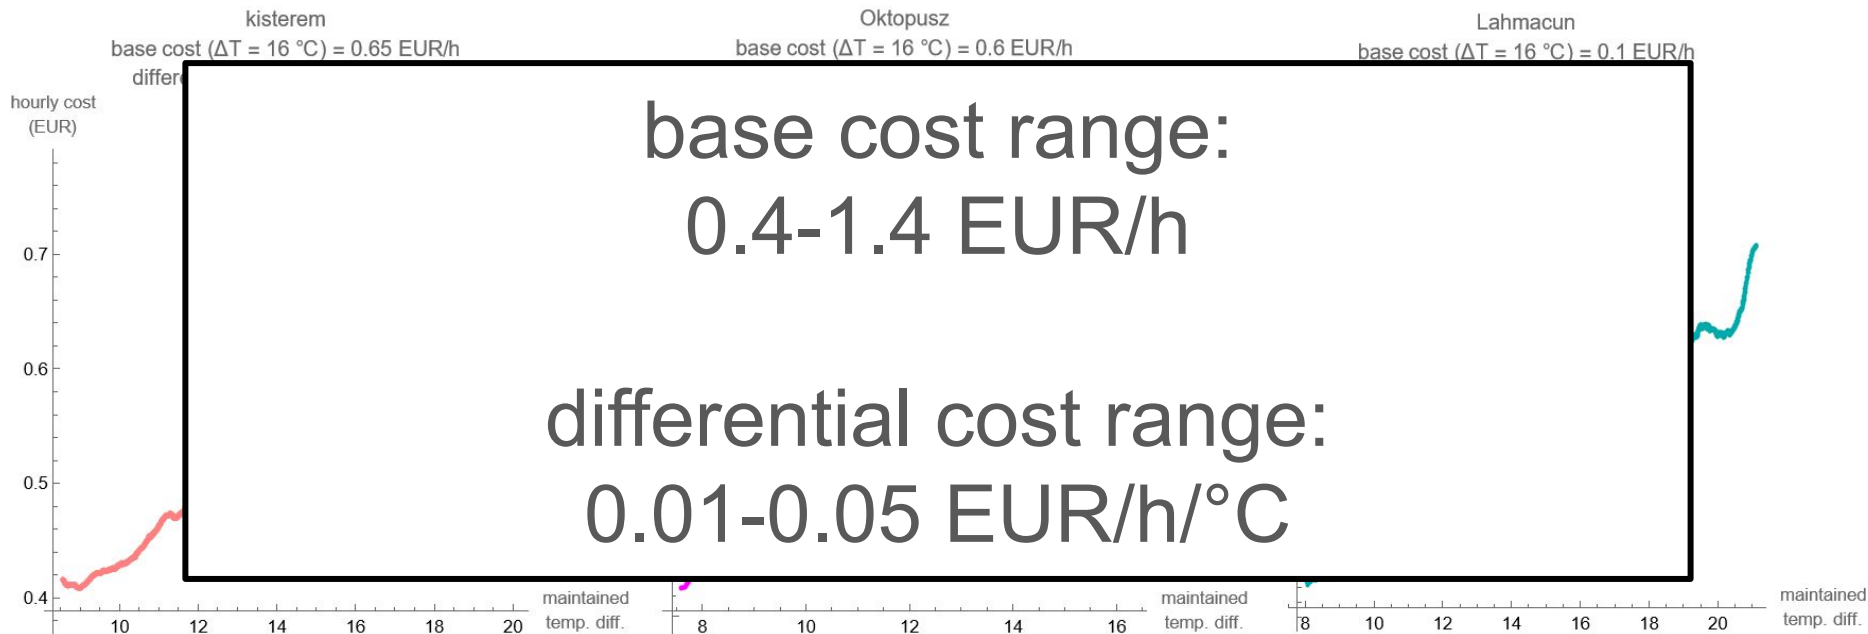 kisterem
base cost (ΔT = 16 °C) = 0.65 EUR/h
Oktopusz
base cost (ΔT = 16 °C) = 0.6 EUR/h
Lahmacun
base cost (ΔT = 16 °C) = 0.1 EUR/h
hourly cost
(EUR)
base cost range:
0.4-1.4 EUR/h
differential cost range:
0.01-0.05 EUR/h/°C
0.7
0.6
0.5
0.4
10 12 14 16 18 20
maintained
temp. diff.
8 10 12 14 16
maintained
temp. diff.
8 10 12 14 16 18 20
maintained
temp. diff.